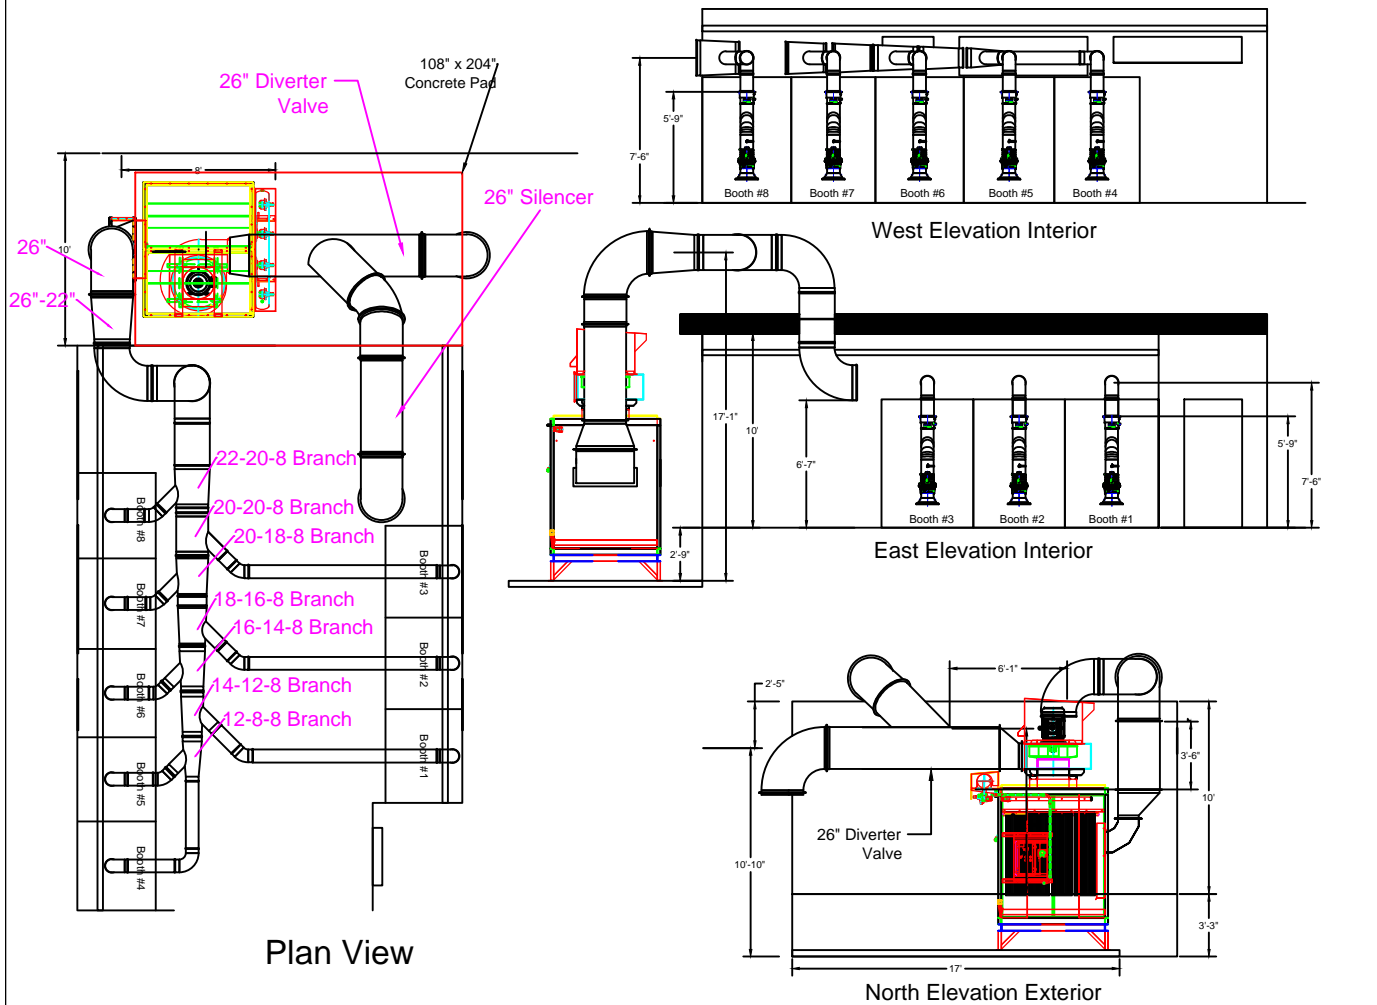 26" Diverter
Valve
108" x 204"
Concrete Pad
8'
10'
26"
26"-22"
26" Silencer
22-20-8 Branch
20-20-8 Branch
20-18-8 Branch
18-16-8 Branch
16-14-8 Branch
14-12-8 Branch
12-8-8 Branch
Booth #8
Booth #7
Booth #6
Booth #5
Booth #4
Booth #3
Booth #2
Booth #1
Plan View
7'-6"
5'-9"
Booth #8
Booth #7
Booth #6
Booth #5
Booth #4
West Elevation Interior
17'-1"
10'
6'-7"
2'-9"
5'-9"
7'-6"
Booth #3
Booth #2
Booth #1
East Elevation Interior
6'-1"
2'-5"
3'-6"
10'
26" Diverter
Valve
10'-10"
3'-3"
17'
North Elevation Exterior